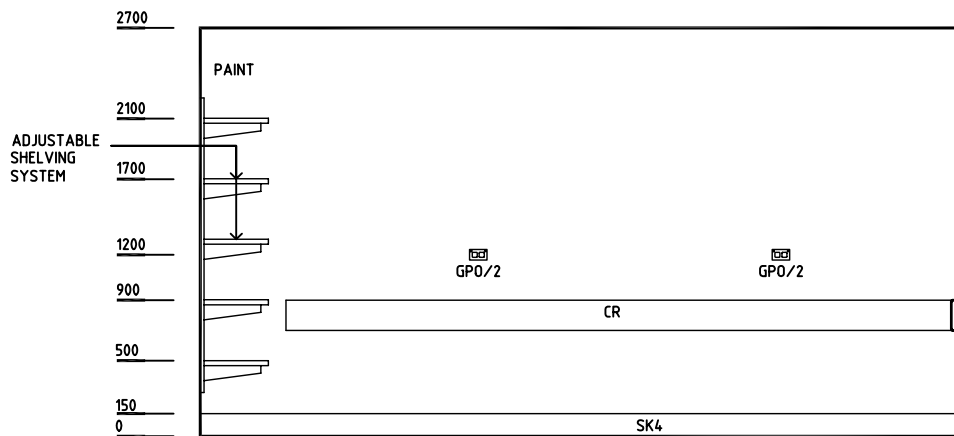 2700
PAINT
2100
ADJUSTABLE
SHELVING
SYSTEM
1700
1200
GPO/2
GPO/2
900
CR
500
150
0
SK4